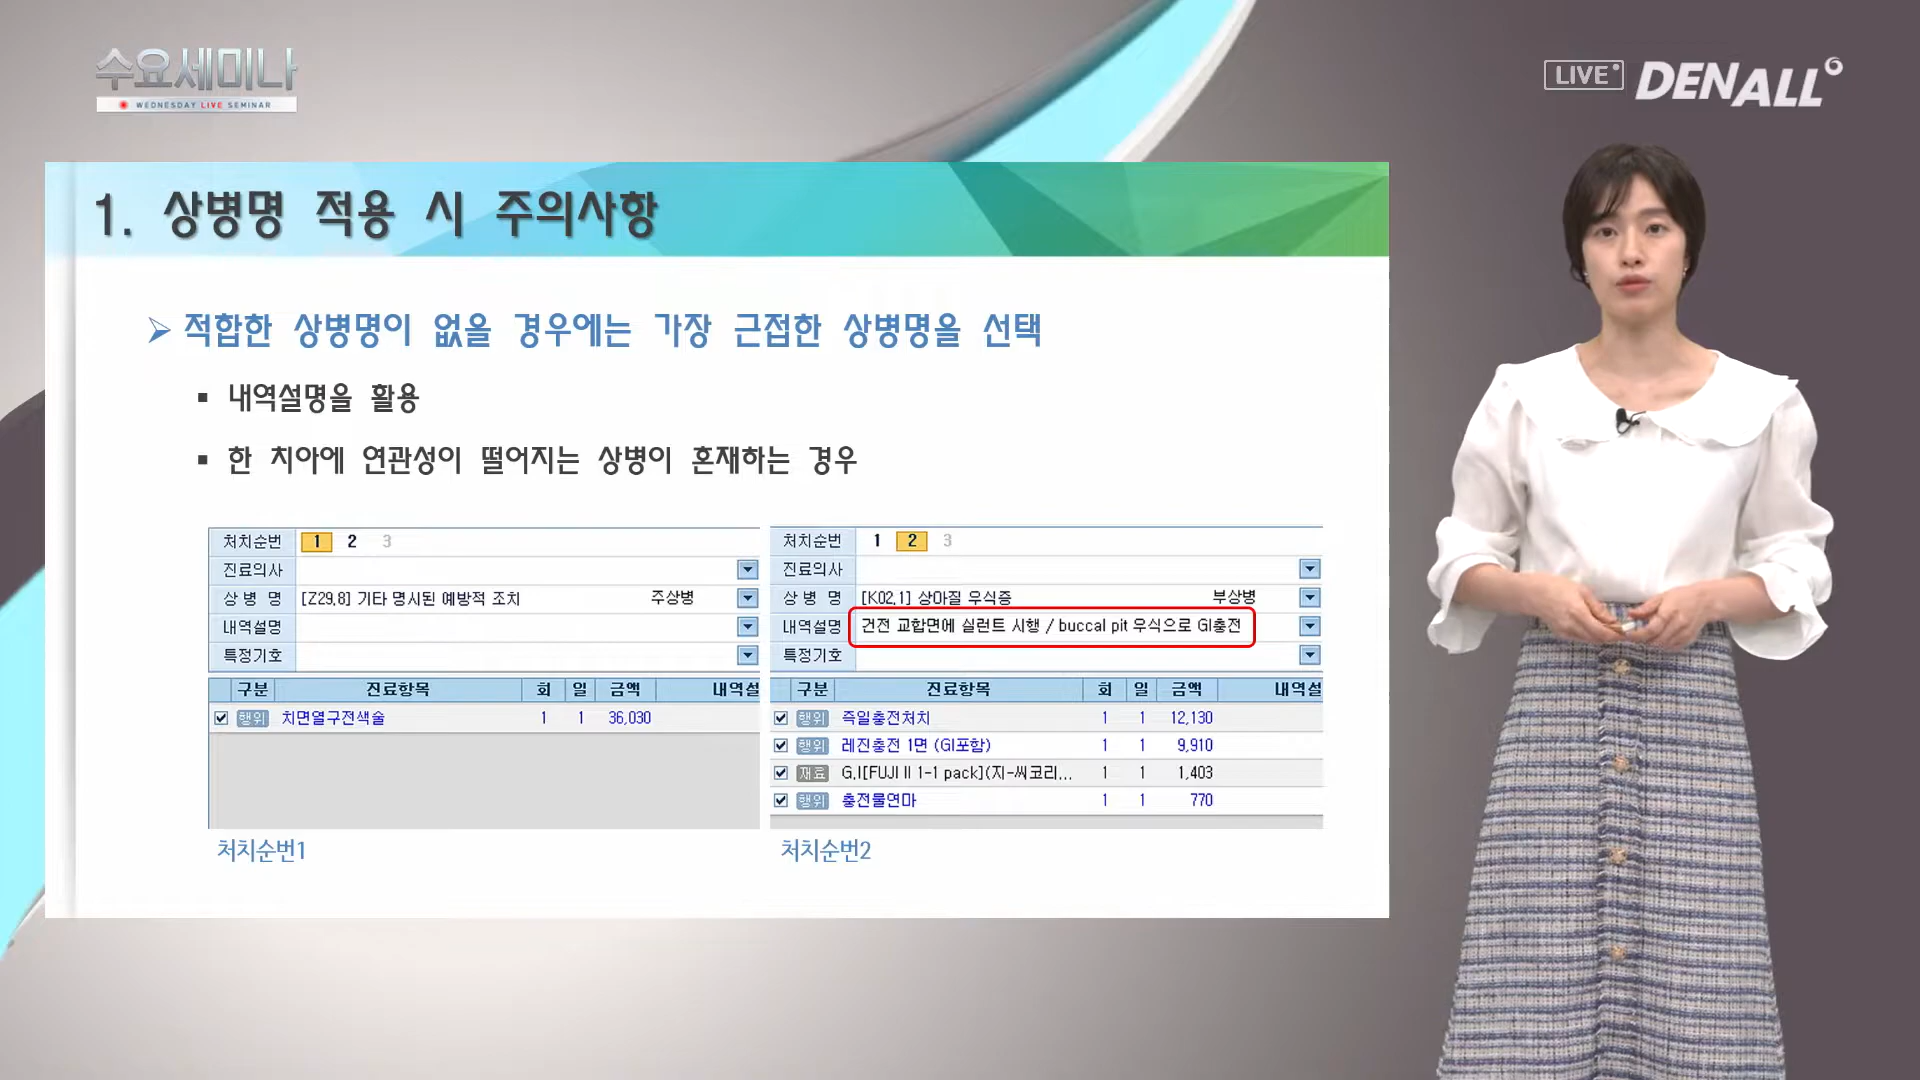 수요세미나
WEDNESDAY LIVE SEMINAR
LIVE DENALL
1. 상병명 적용 시 주의사항
➢ 적합한 상병명이 없을 경우에는 가장 근접한 상병명을 선택
▪ 내역설명을 활용
▪ 한 치아에 연관성이 떨어지는 상병이 혼재하는 경우
처치순번 1 2 3
진료의사
상 병 명 [Z29.8] 기타 명시된 예방적 조치 주상병
내역설명
특정기호
구분 진료항목 회 일 금액 내역설
행위 치면열구전색술 1 1 36,030
처치순번1
처치순번 1 2 3
진료의사
상 병 명 [K02.1] 상아질 우식증 부상병
내역설명 건전 교합면에 실런트 시행 / buccal pit 우식으로 GI충전
특정기호
구분 진료항목 회 일 금액 내역설
행위 즉일충전처치 1 1 12,130
행위 레진충전 1면 (GI포함) 1 1 9,910
재료 G.I[FUJI II 1-1 pack](지-씨코리... 1 1 1,403
행위 충전물연마 1 1 770
처치순번2